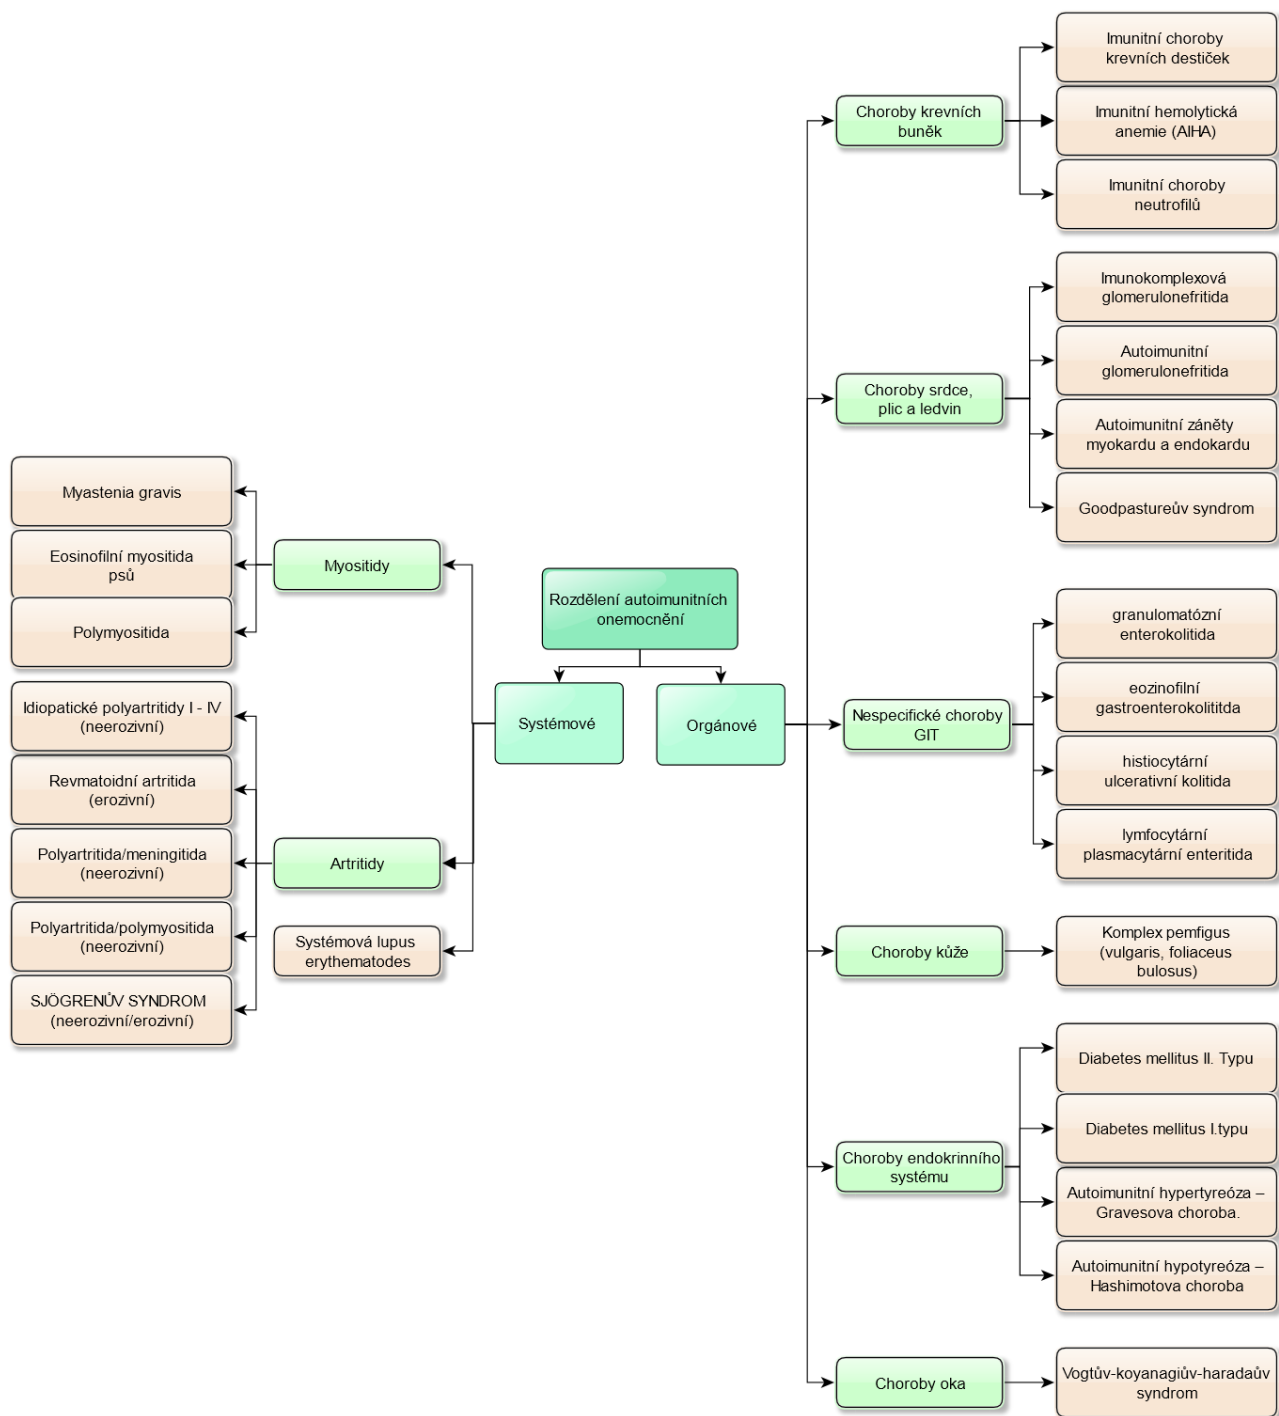 Rozdělení autoimunitních
onemocnění
Systémové
Orgánové
Myositidy
Myastenia gravis
Eosinofilní myositida
psů
Polymyositida
Artritidy
Idiopatické polyartritidy I - IV
(neerozivní)
Revmatoidní artritida
(erozivní)
Polyartritida/meningitida
(neerozivní)
Polyartritida/polymyositida
(neerozivní)
SJÖGRENŮV SYNDROM
(neerozivní/erozivní)
Systémová lupus
erythematodes
Choroby krevních
buněk
Imunitní choroby
krevních destiček
Imunitní hemolytická
anemie (AIHA)
Imunitní choroby
neutrofilů
Choroby srdce,
plic a ledvin
Imunokomplexová
glomerulonefritida
Autoimunitní
glomerulonefritida
Autoimunitní záněty
myokardu a endokardu
Goodpastureův syndrom
Nespecifické choroby
GIT
granulomatózní
enterokolitida
eozinofilní
gastroenterokolititda
histiocytární
ulcerativní kolitida
lymfocytární
plasmacytární enteritida
Choroby kůže
Komplex pemfigus
(vulgaris, foliaceus
bulosus)
Choroby endokrinního
systému
Diabetes mellitus II. Typu
Diabetes mellitus I.typu
Autoimunitní hypertyreóza –
Gravesova choroba.
Autoimunitní hypotyreóza –
Hashimotova choroba
Choroby oka
Vogtův-koyanagiův-haradaův
syndrom